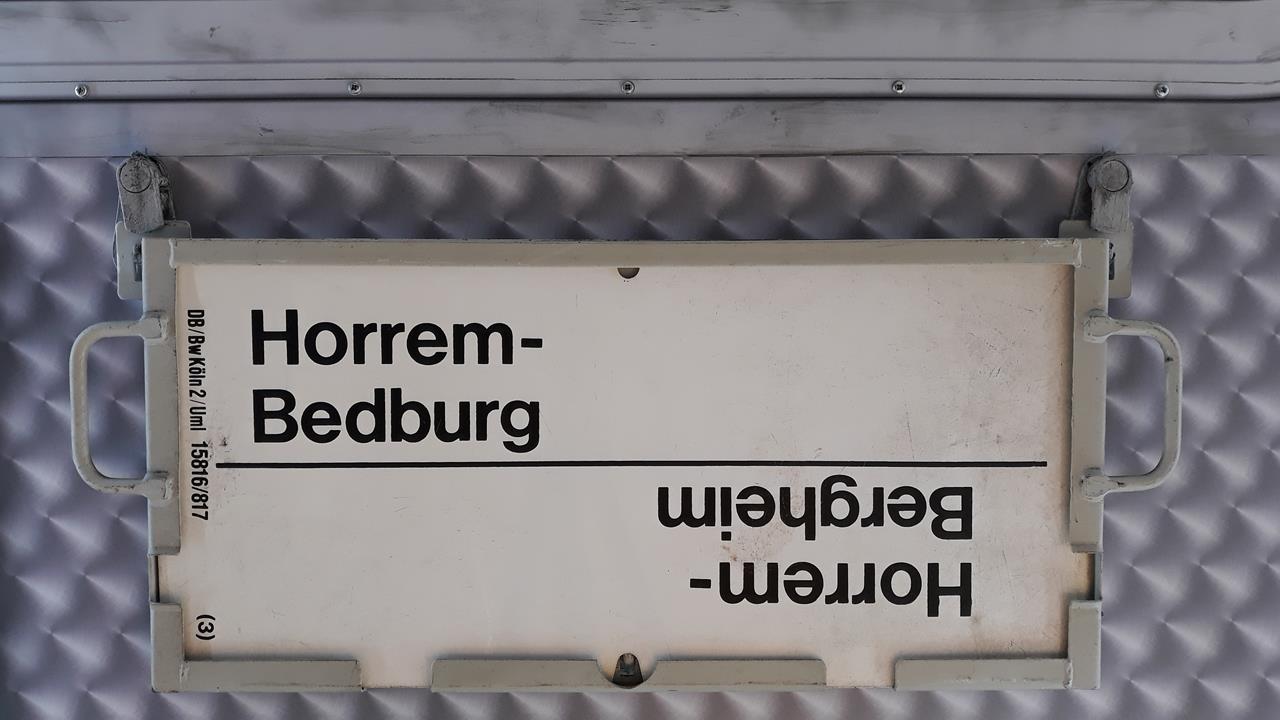 Horrem-
Bedburg
Horrem-
Bergheim
DB/Bw Köln 2/Uml 15816/817
(3)